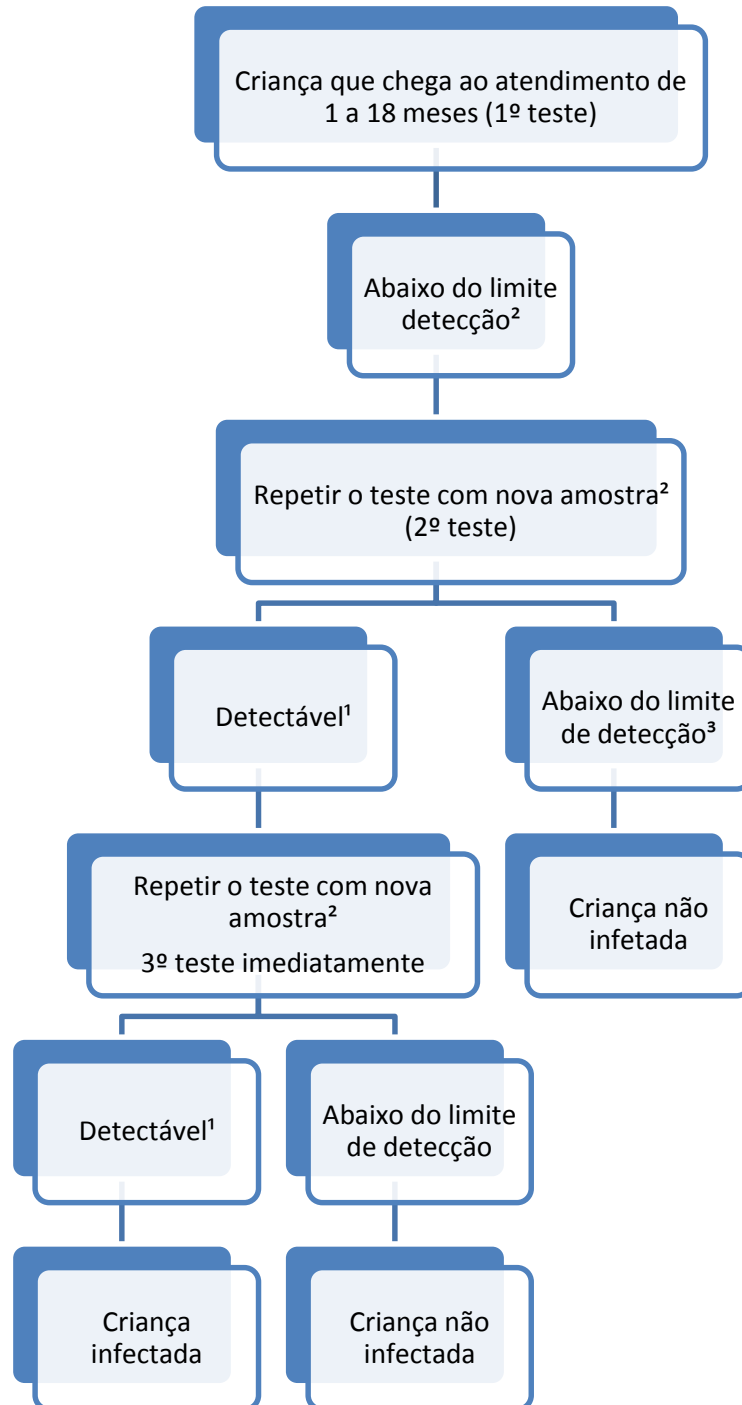 Criança que chega ao atendimento de
1 a 18 meses (1º teste)
Abaixo do limite
detecção²
Repetir o teste com nova amostra²
(2º teste)
Detectável¹
Abaixo do limite
de detecção³
Repetir o teste com nova
amostra²
3º teste imediatamente
Criança não
infetada
Detectável¹
Abaixo do limite
de detecção
Criança
infectada
Criança não
infectada